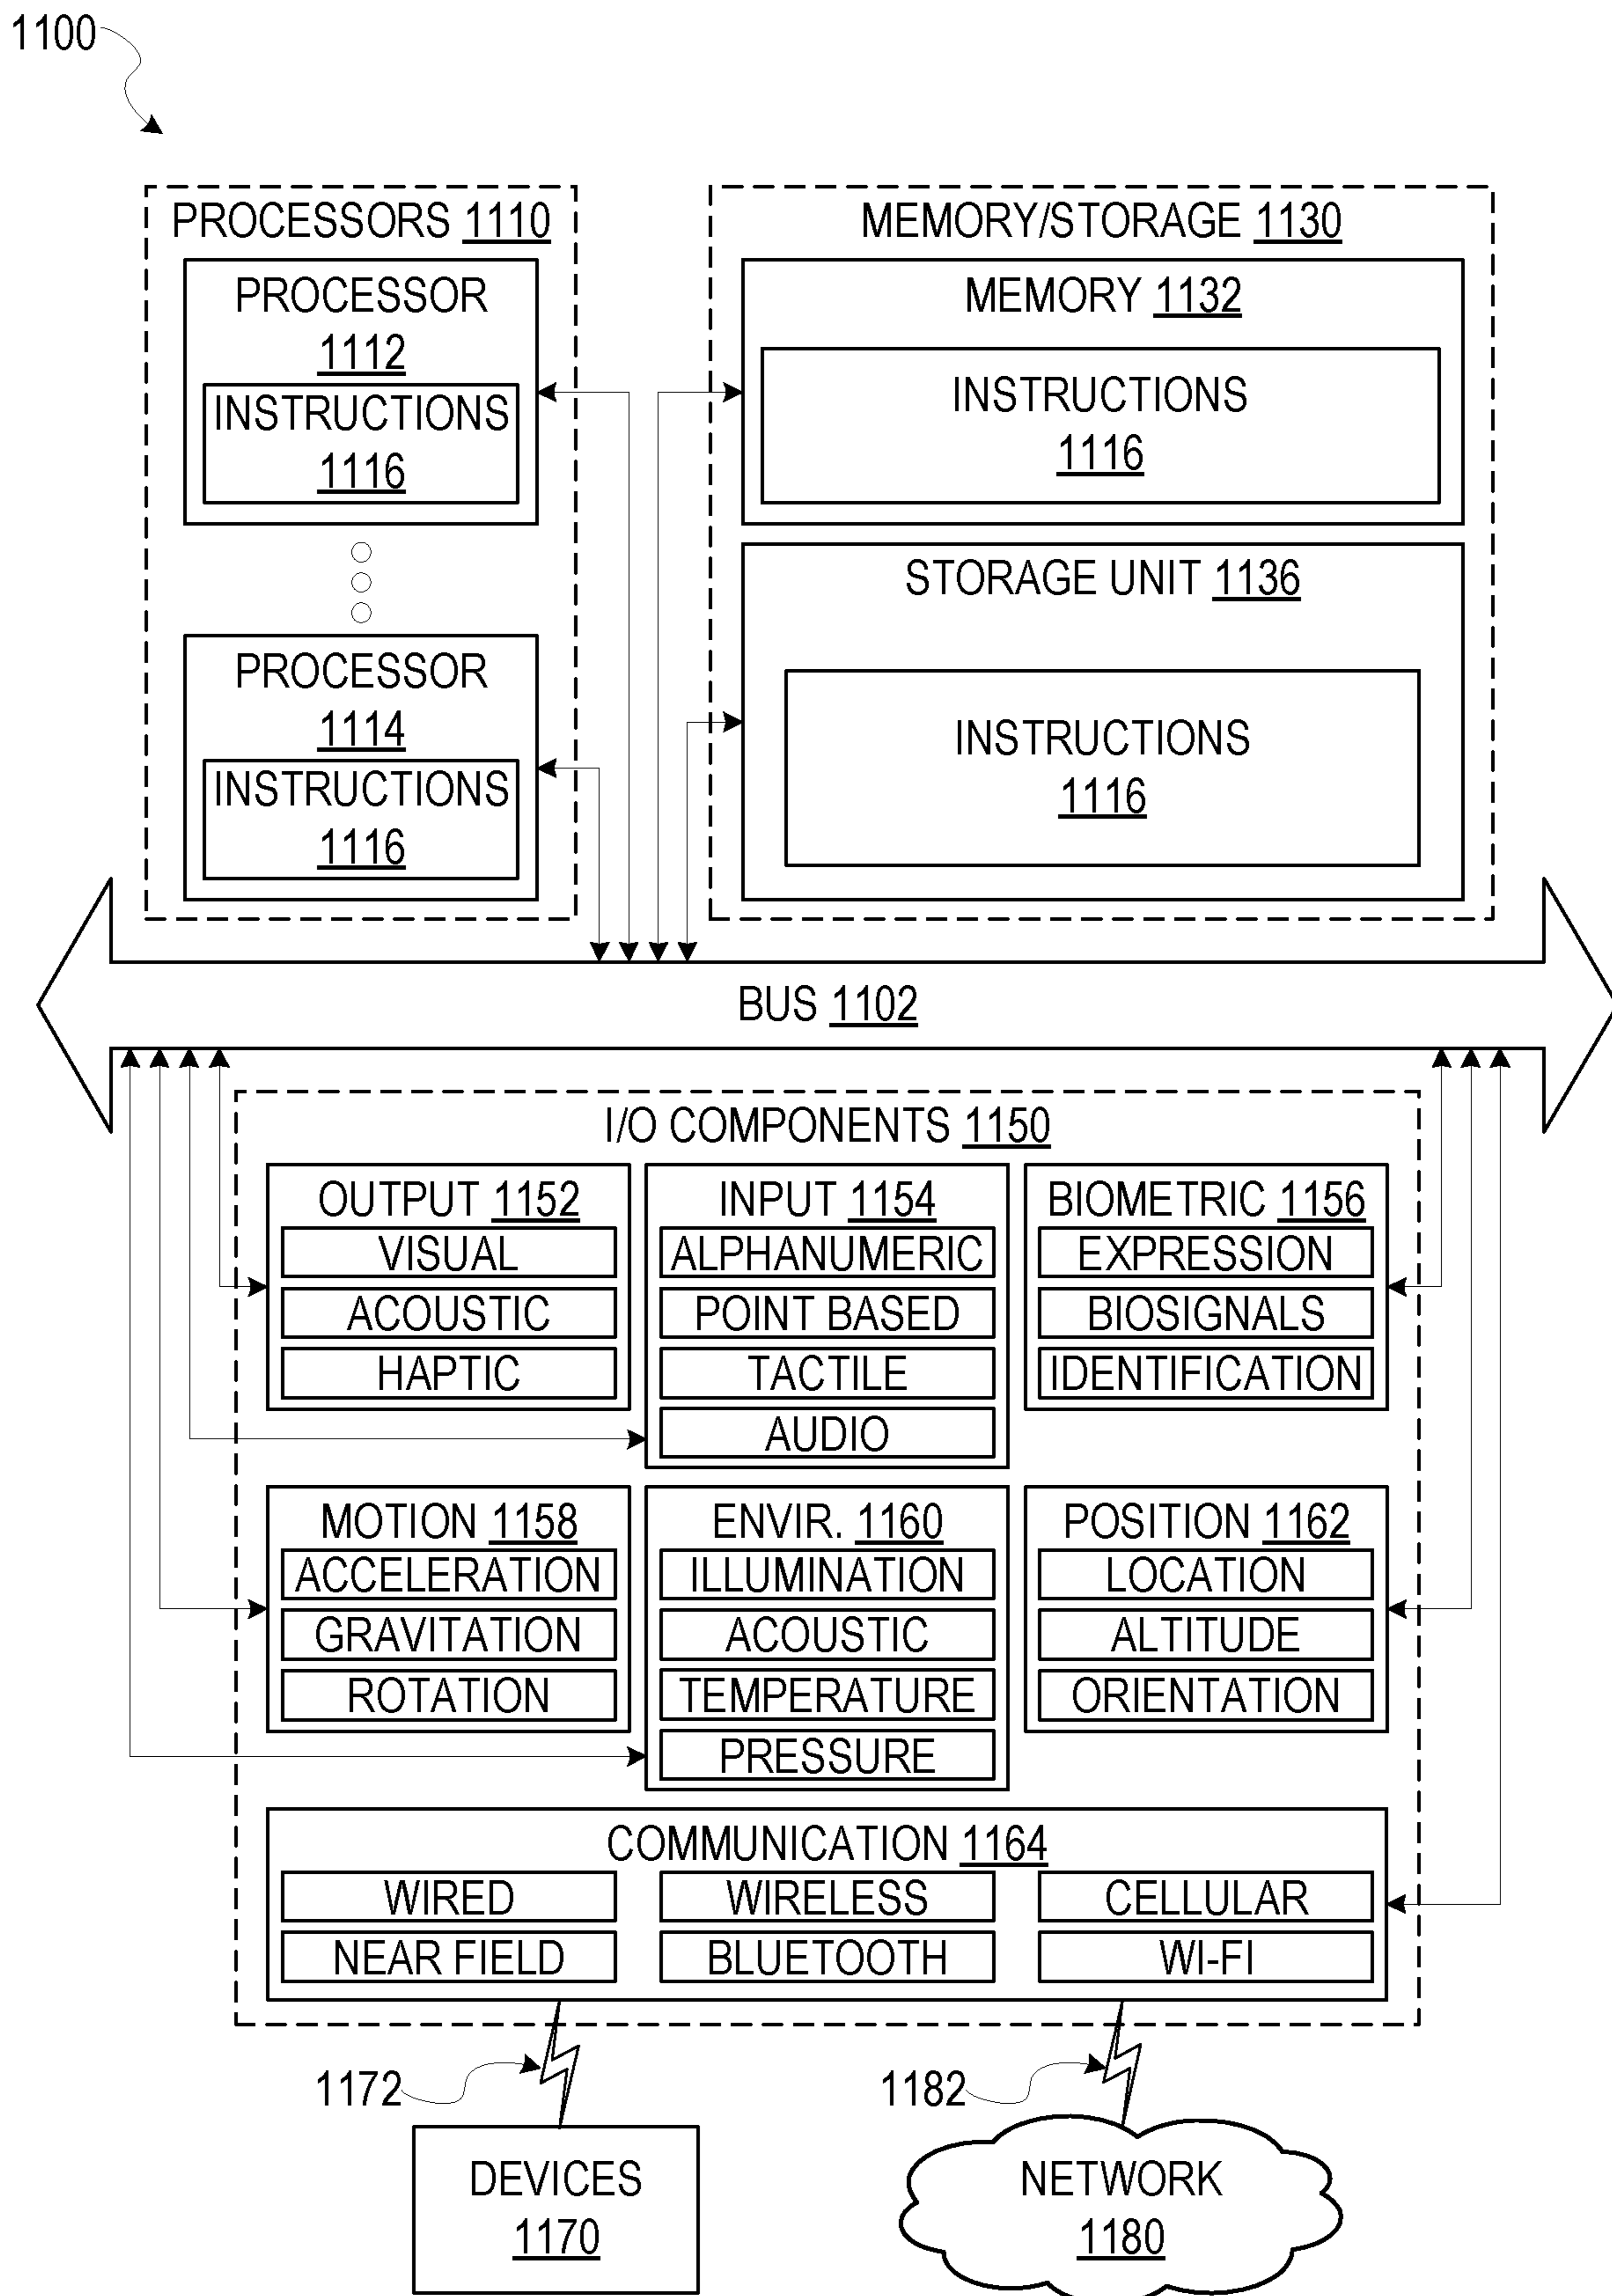 1100
PROCESSORS 1110
PROCESSOR
1112
INSTRUCTIONS
1116
PROCESSOR
1114
INSTRUCTIONS
1116
MEMORY/STORAGE 1130
MEMORY 1132
INSTRUCTIONS
1116
STORAGE UNIT 1136
INSTRUCTIONS
1116
BUS 1102
I/O COMPONENTS 1150
OUTPUT 1152
VISUAL
ACOUSTIC
HAPTIC
INPUT 1154
ALPHANUMERIC
POINT BASED
TACTILE
AUDIO
BIOMETRIC 1156
EXPRESSION
BIOSIGNALS
IDENTIFICATION
MOTION 1158
ACCELERATION
GRAVITATION
ROTATION
ENVIR. 1160
ILLUMINATION
ACOUSTIC
TEMPERATURE
PRESSURE
POSITION 1162
LOCATION
ALTITUDE
ORIENTATION
COMMUNICATION 1164
WIRED
WIRELESS
CELLULAR
NEAR FIELD
BLUETOOTH
WI-FI
1172
1182
DEVICES
1170
NETWORK
1180